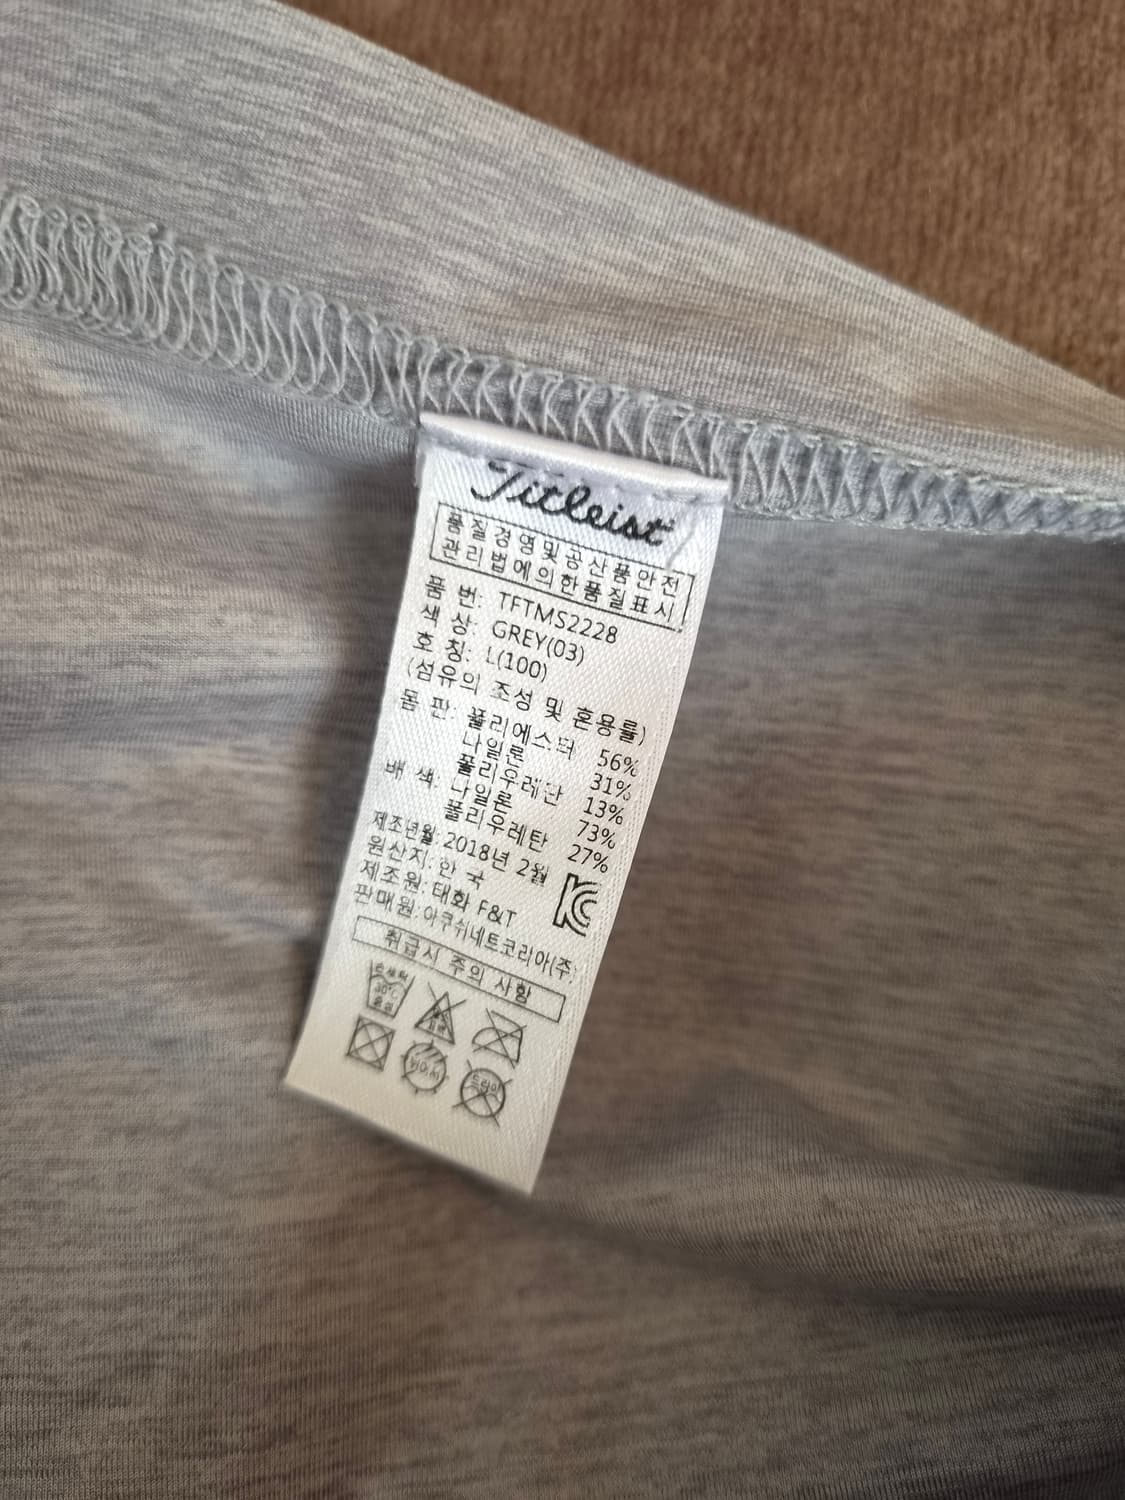 Titleist
품질경영및공산품안전
관리법에의한품질표시
품 번: TFTMS2228
색 상: GREY(03)
호 칭: L(100)
(섬유의 조성 및 혼용률)
몸 판: 폴리에스터 56%
나일론 31%
폴리우레탄 13%
배 색: 나일론 73%
폴리우레탄 27%
제조년월: 2018년 2월
원산지: 한 국
제조원: 태화 F&T
판매원: 아쿠쉬네트코리아(주)
취급시 주의 사항
30℃
드라이